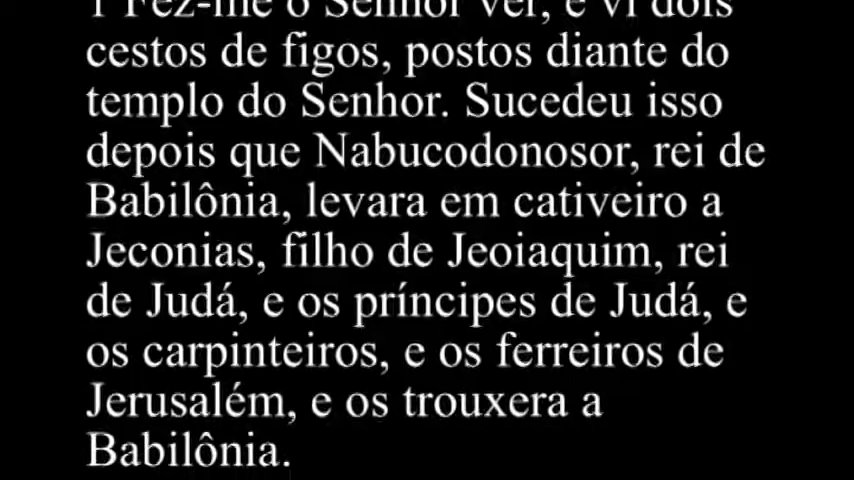 1 Fez-me o Senhor ver, e vi dois
cestos de figos, postos diante do
templo do Senhor. Sucedeu isso
depois que Nabucodonosor, rei de
Babilônia, levara em cativeiro a
Jeconias, filho de Jeoiaquim, rei
de Judá, e os príncipes de Judá, e
os carpinteiros, e os ferreiros de
Jerusalém, e os trouxera a
Babilônia.